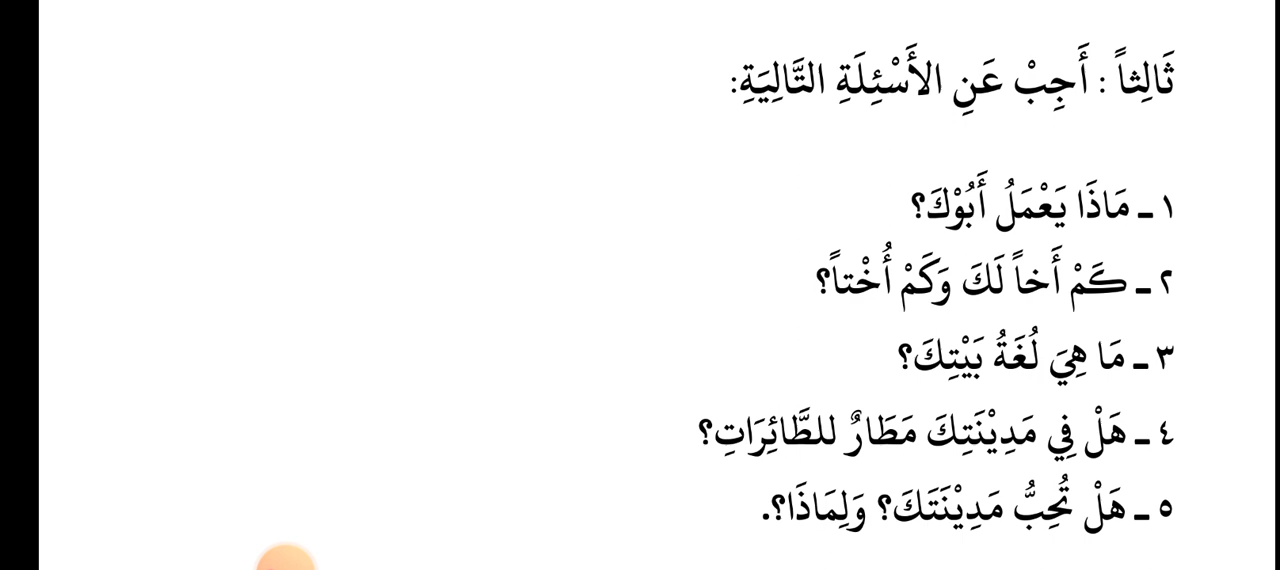 ثَالِثاً : أَجِبْ عَنِ الأَسْئِلَةِ التَّالِيَةِ:
١ ـ مَاذَا يَعْمَلُ أَبُوْكَ؟
٢ ـ كَمْ أَخاً لَكَ وَكَمْ أُخْتاً؟
٣ ـ مَا هِيَ لُغَةُ بَيْتِكَ؟
٤ ـ هَلْ فِي مَدِيْنَتِكَ مَطَارٌ للطَّائِرَاتِ؟
٥ ـ هَلْ تُحِبُّ مَدِيْنَتَكَ؟ وَلِمَاذَا؟.